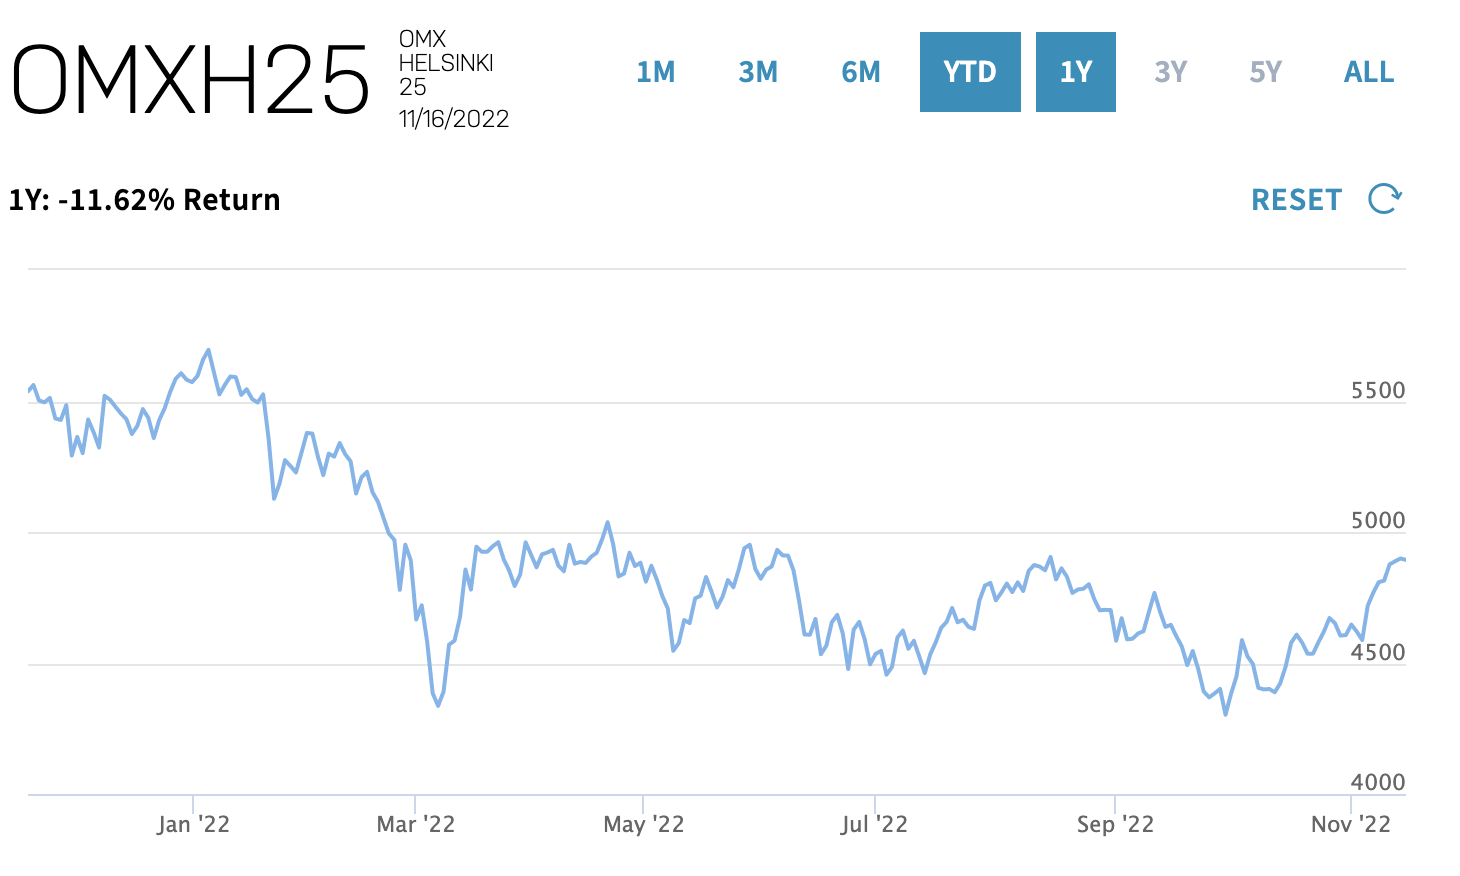 OMXH25
OMX
HELSINKI
25
11/16/2022
1M 3M 6M YTD 1Y 3Y 5Y ALL
1Y: -11.62% Return
RESET
5500
5000
4500
4000
Jan '22 Mar '22 May '22 Jul '22 Sep '22 Nov '22